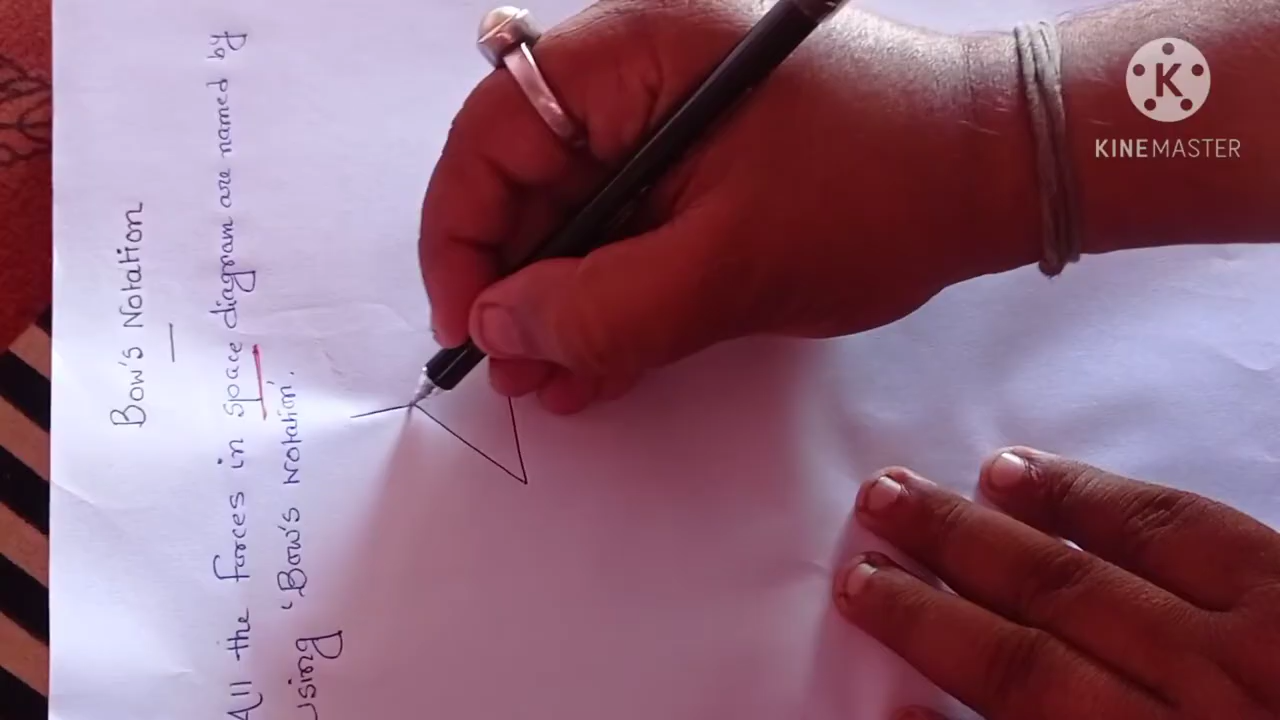 Bow's Notation
All the forces in space diagram are named by
using 'Bow's Notation'.
K
KINEMASTER